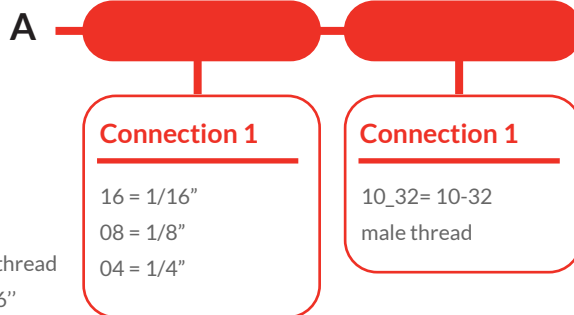 A
Connection 1
16 = 1/16”
08 = 1/8”
04 = 1/4”
Connection 1
10_32= 10-32
male thread
thread
6’’